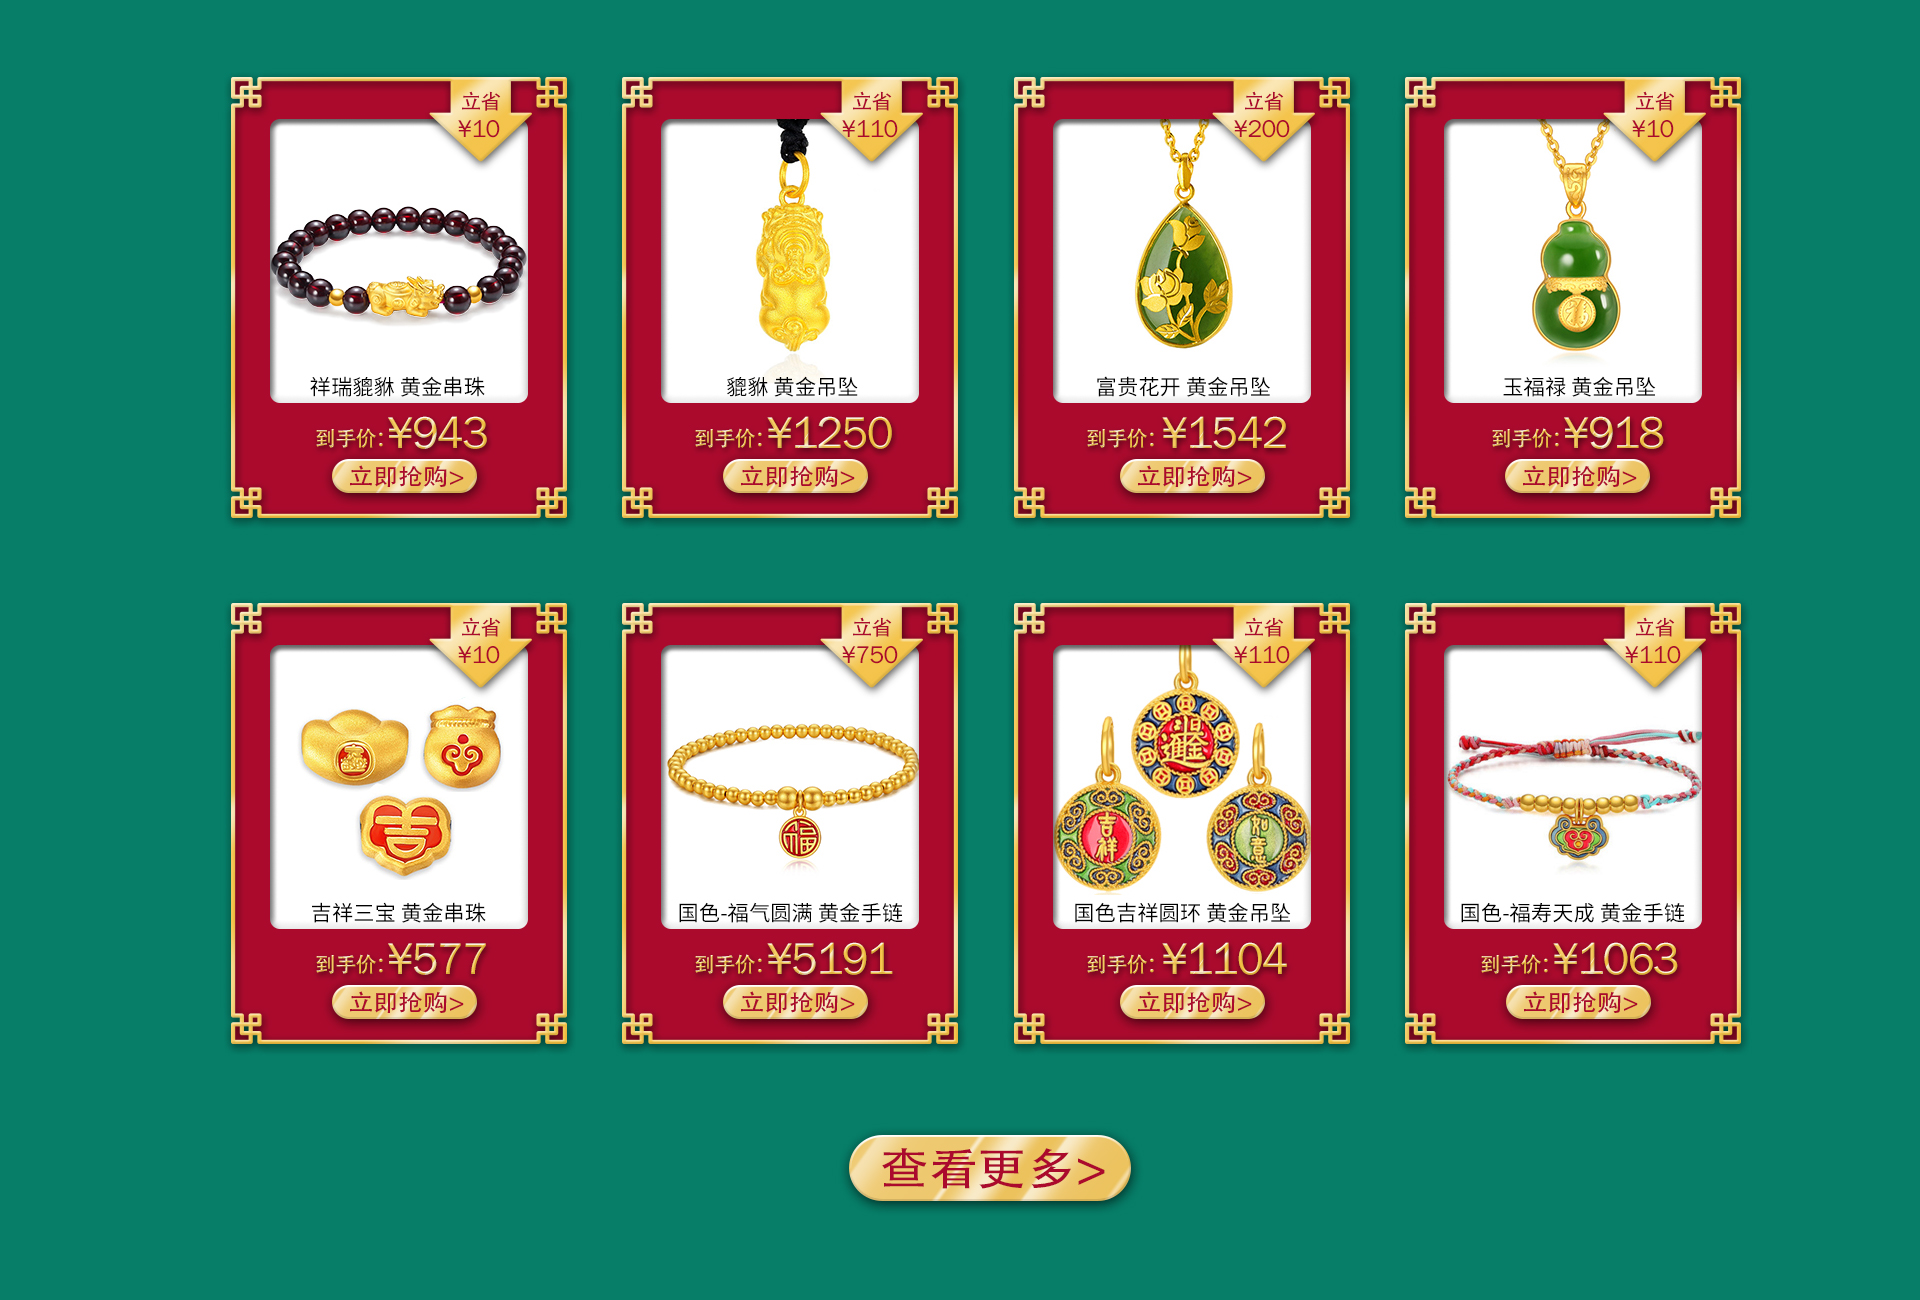 立省
¥10
祥瑞貔貅 黄金串珠
到手价:¥943
立即抢购>
立省
¥110
貔貅 黄金吊坠
到手价:¥1250
立即抢购>
立省
¥200
富贵花开 黄金吊坠
到手价:¥1542
立即抢购>
立省
¥10
玉福禄 黄金吊坠
到手价:¥918
立即抢购>
立省
¥10
吉
吉祥三宝 黄金串珠
到手价:¥577
立即抢购>
立省
¥750
福
国色-福气圆满 黄金手链
到手价:¥5191
立即抢购>
立省
¥110
吉祥
如意
国色吉祥圆环 黄金吊坠
到手价:¥1104
立即抢购>
立省
¥110
国色-福寿天成 黄金手链
到手价:¥1063
立即抢购>
查看更多>